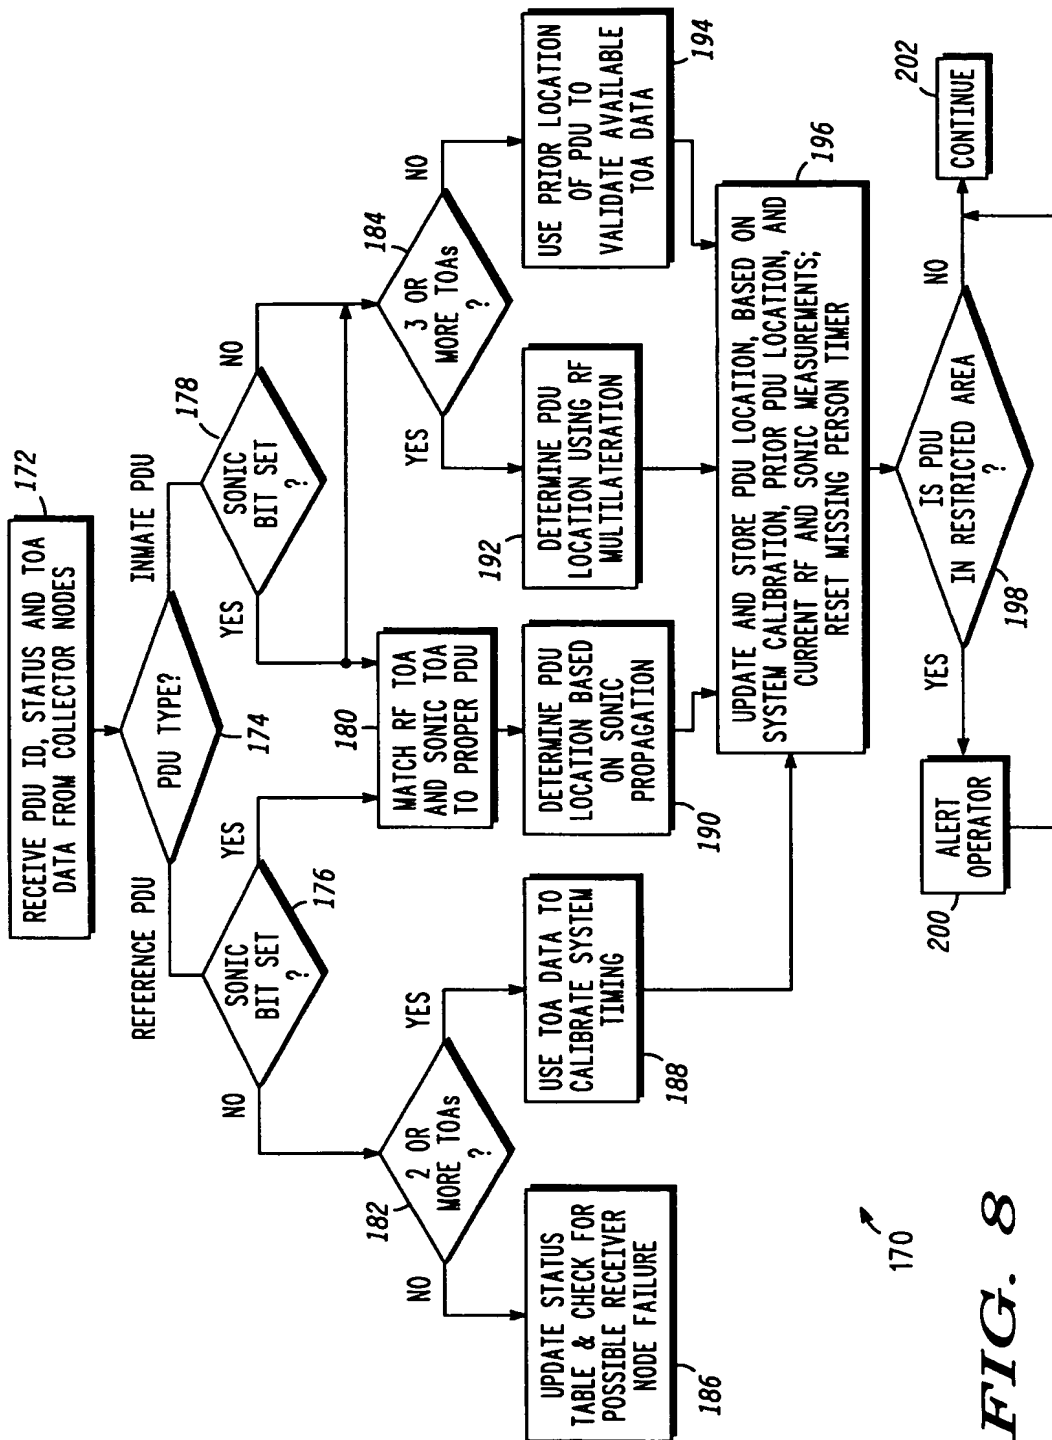 172
RECEIVE PDU ID, STATUS AND TOA
DATA FROM COLLECTOR NODES
PDU TYPE?
174
REFERENCE PDU
INMATE PDU
SONIC
BIT SET
?
176
NO
YES
SONIC
BIT SET
?
178
YES
NO
2 OR
MORE TOAs
?
182
NO
YES
MATCH RF TOA
AND SONIC TOA
TO PROPER PDU
180
3 OR
MORE TOAs
?
184
YES
NO
UPDATE STATUS
TABLE & CHECK FOR
POSSIBLE RECEIVER
NODE FAILURE
186
USE TOA DATA TO
CALIBRATE SYSTEM
TIMING
188
DETERMINE PDU
LOCATION BASED
ON SONIC
PROPAGATION
190
DETERMINE PDU
LOCATION USING RF
MULTILATERATION
192
USE PRIOR LOCATION
OF PDU TO
VALIDATE AVAILABLE
TOA DATA
194
UPDATE AND STORE PDU LOCATION, BASED ON
SYSTEM CALIBRATION, PRIOR PDU LOCATION, AND
CURRENT RF AND SONIC MEASUREMENTS;
RESET MISSING PERSON TIMER
196
IS PDU
IN RESTRICTED AREA
?
198
YES
NO
ALERT
OPERATOR
200
CONTINUE
202
170
FIG. 8